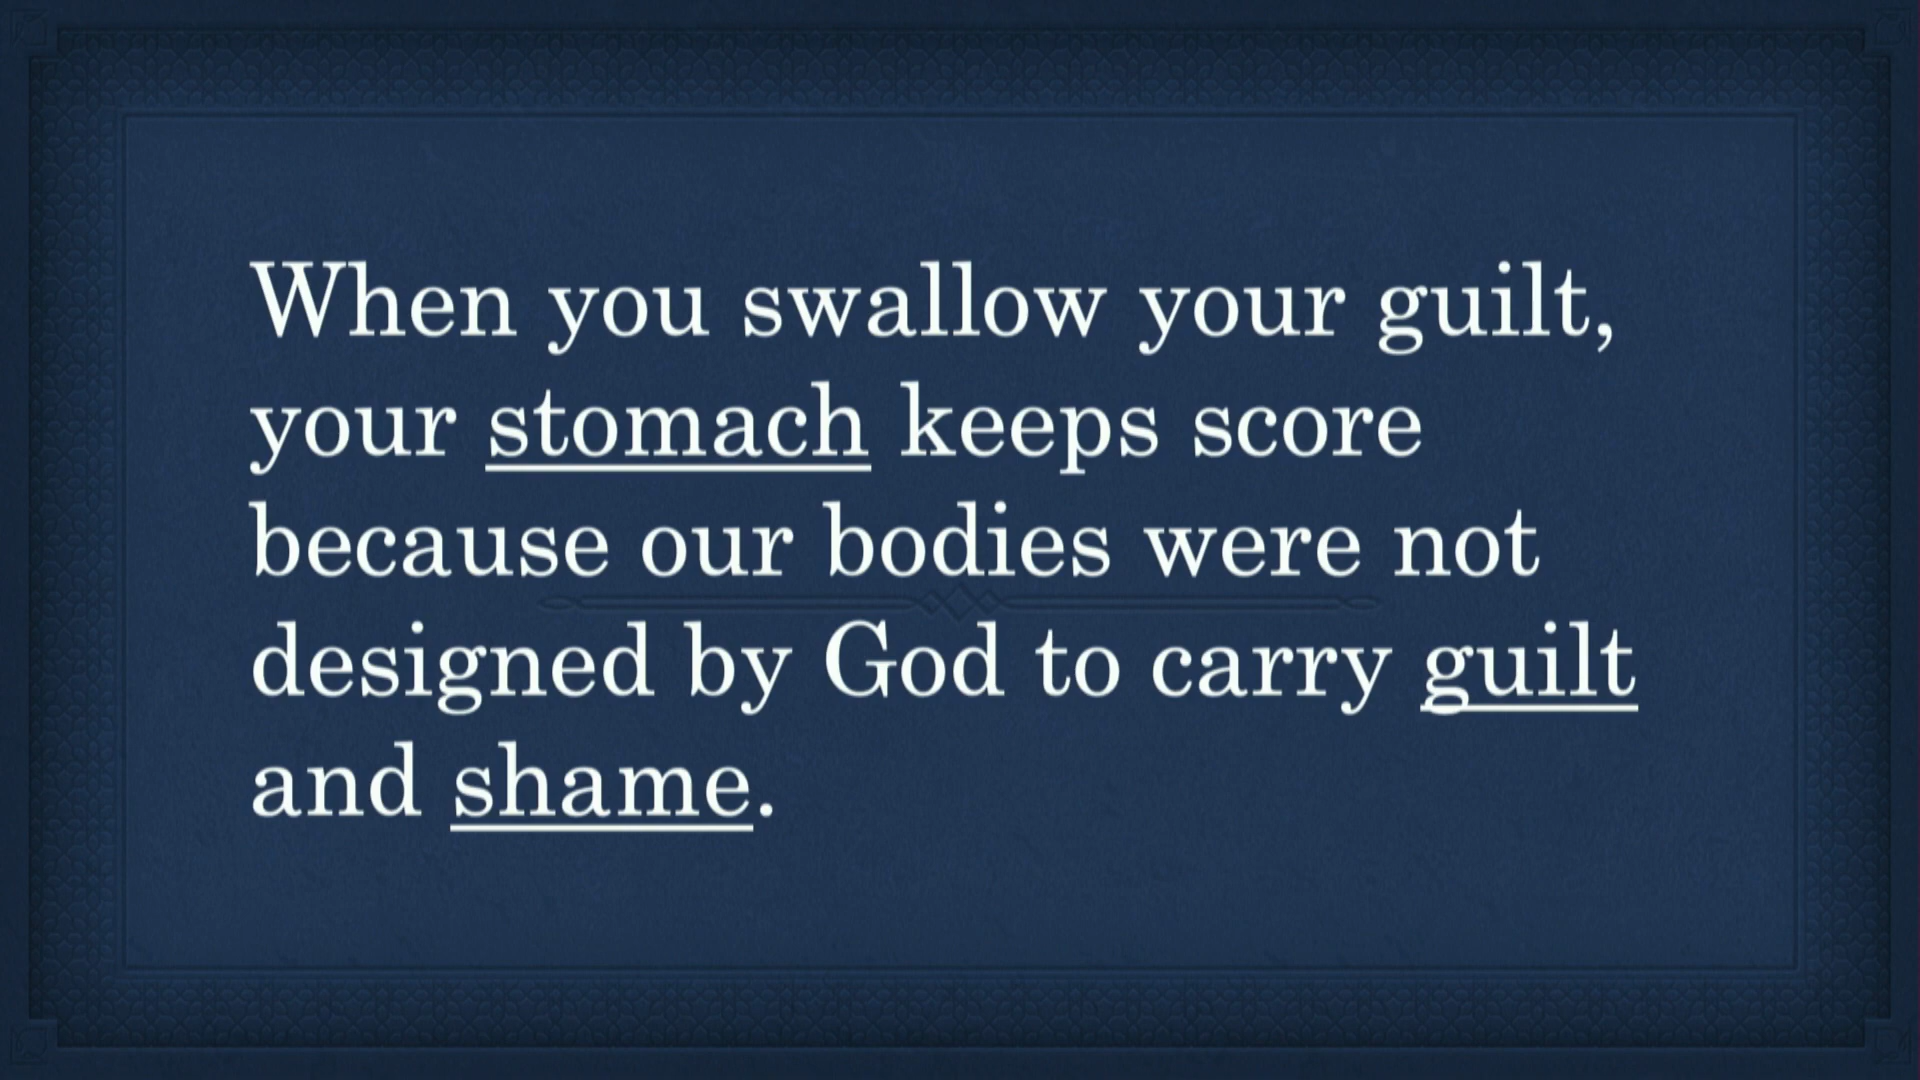 When you swallow your guilt,
your stomach keeps score
because our bodies were not
designed by God to carry guilt
and shame.